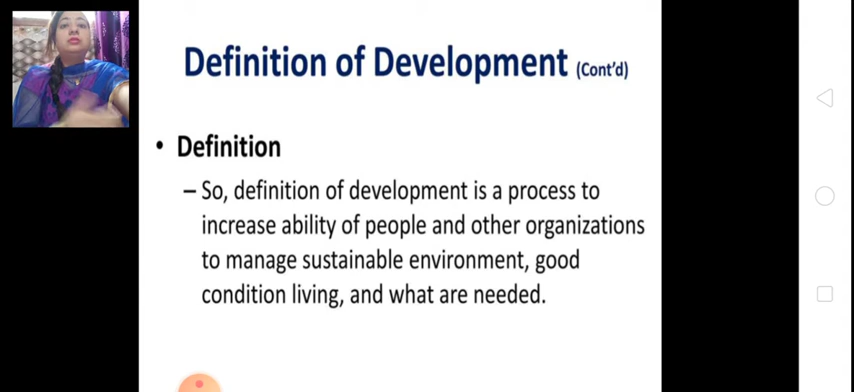 Definition of Development (Cont'd)
• Definition
– So, definition of development is a process to
increase ability of people and other organizations
to manage sustainable environment, good
condition living, and what are needed.